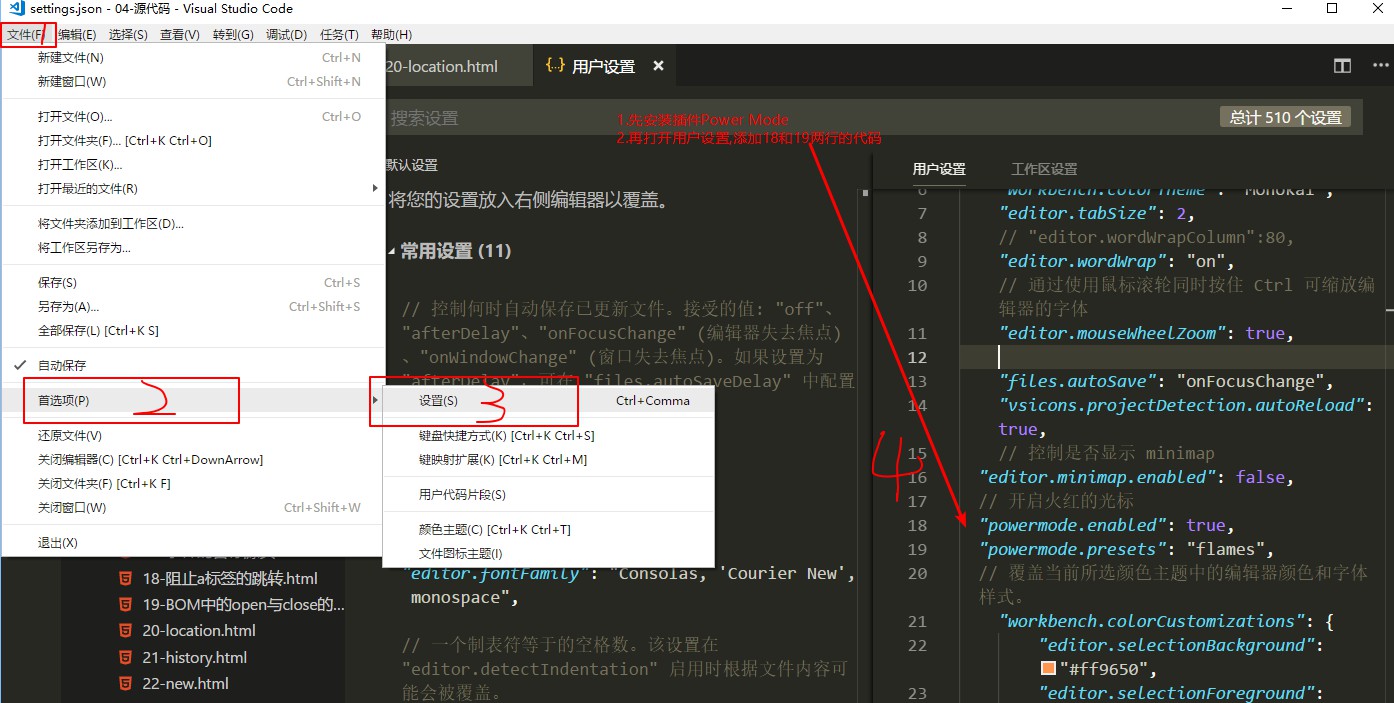 settings.json - 04-源代码 - Visual Studio Code
文件(F) 编辑(E) 选择(S) 查看(V) 转到(G) 调试(D) 任务(T) 帮助(H)
1
新建文件(N) Ctrl+N
新建窗口(W) Ctrl+Shift+N
打开文件(O)... Ctrl+O
打开文件夹(F)... [Ctrl+K Ctrl+O]
打开工作区(K)...
打开最近的文件(R)
将文件夹添加到工作区(D)...
将工作区另存为...
保存(S) Ctrl+S
另存为(A)... Ctrl+Shift+S
全部保存(L) [Ctrl+K S]
自动保存
首选项(P)
2
还原文件(V)
关闭编辑器(C) [Ctrl+K Ctrl+DownArrow]
关闭文件夹(F) [Ctrl+K F]
关闭窗口(W) Ctrl+Shift+W
退出(X)
设置(S) Ctrl+Comma
3
键盘快捷方式(K) [Ctrl+K Ctrl+S]
键映射扩展(K) [Ctrl+K Ctrl+M]
用户代码片段(S)
颜色主题(C) [Ctrl+K Ctrl+T]
文件图标主题(I)
18-阻止a标签的跳转.html
19-BOM中的open与close的...
20-location.html
21-history.html
22-new.html
20-location.html
{.} 用户设置
搜索设置
总计 510 个设置
1.先安装插件Power Mode
2.再打开用户设置,添加18和19两行的代码
默认设置
将您的设置放入右侧编辑器以覆盖。
常用设置 (11)
// 控制何时自动保存已更新文件。接受的值: "off"、
"afterDelay"、"onFocusChange" (编辑器失去焦点)
、"onWindowChange" (窗口失去焦点)。如果设置为
"afterDelay"，可在 "files.autoSaveDelay" 中配置
"editor.fontFamily": "Consolas, 'Courier New',
monospace",
// 一个制表符等于的空格数。该设置在
"editor.detectIndentation" 启用时根据文件内容可
能会被覆盖。
用户设置 工作区设置
4
6 "workbench.colorTheme": "Monokai",
7 "editor.tabSize": 2,
8 // "editor.wordWrapColumn":80,
9 "editor.wordWrap": "on",
10 // 通过使用鼠标滚轮同时按住 Ctrl 可缩放编
辑器的字体
11 "editor.mouseWheelZoom": true,
12
13 "files.autoSave": "onFocusChange",
14 "vsicons.projectDetection.autoReload":
true,
15 // 控制是否显示 minimap
16 "editor.minimap.enabled": false,
17 // 开启火红的光标
18 "powermode.enabled": true,
19 "powermode.presets": "flames",
20 // 覆盖当前所选颜色主题中的编辑器颜色和字体
样式。
21 "workbench.colorCustomizations": {
22 "editor.selectionBackground":
"#ff9650",
23 "editor.selectionForeground":